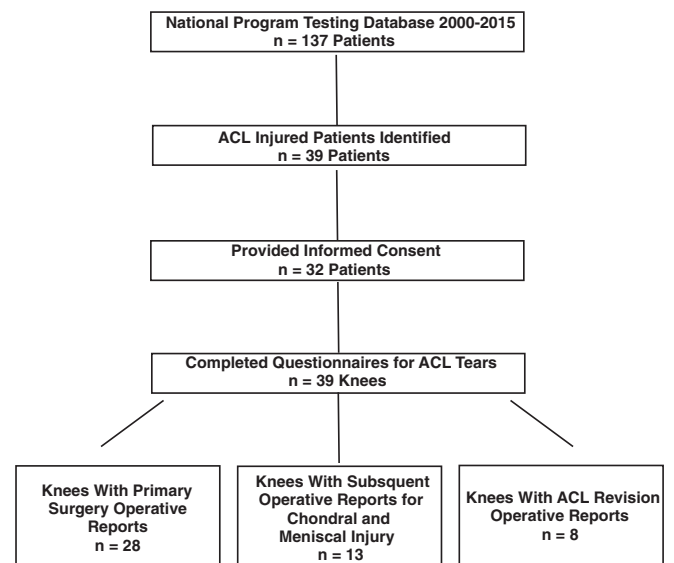 National Program Testing Database 2000-2015
n = 137 Patients
ACL Injured Patients Identified
n = 39 Patients
Provided Informed Consent
n = 32 Patients
Completed Questionnaires for ACL Tears
n = 39 Knees
Knees With Primary
Surgery Operative
Reports
n = 28
Knees With Subsquent
Operative Reports for
Chondral and
Meniscal Injury
n = 13
Knees With ACL Revision
Operative Reports
n = 8